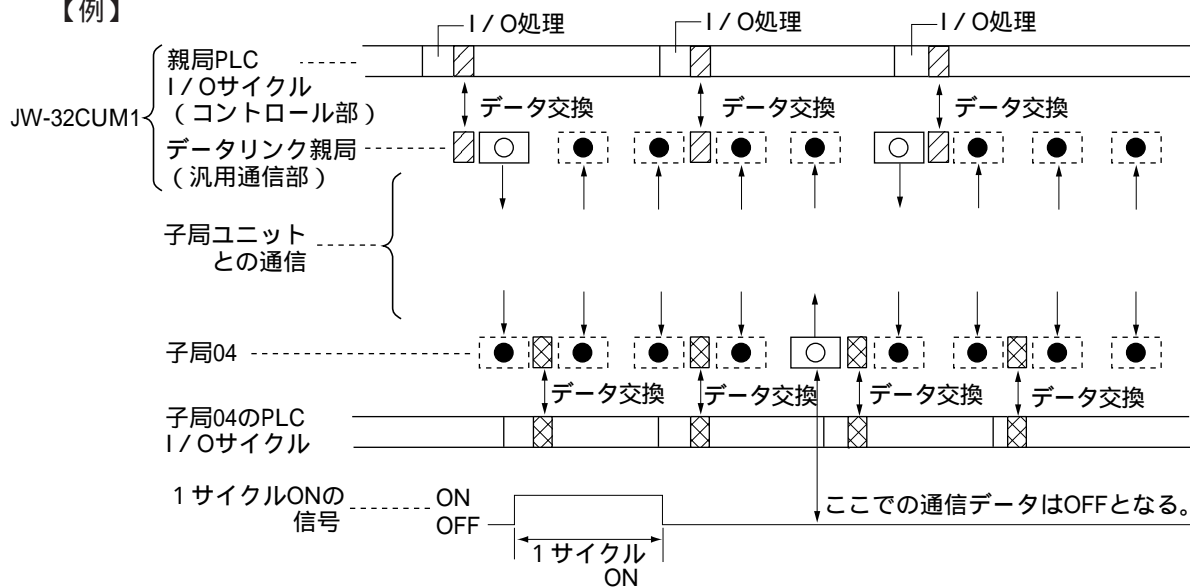 【例】
I / O処理
I / O処理
I / O処理
JW-32CUM1
親局PLC
I / Oサイクル
( コントロール部 )
データ交換
データ交換
データ交換
データリンク親局
( 汎用通信部 )
子局ユニット
との通信
子局04
データ交換
データ交換
データ交換
データ交換
子局04のPLC
I / Oサイクル
1 サイクルONの
信号
ON
OFF
ここでの通信データはOFFとなる。
1 サイクル
ON